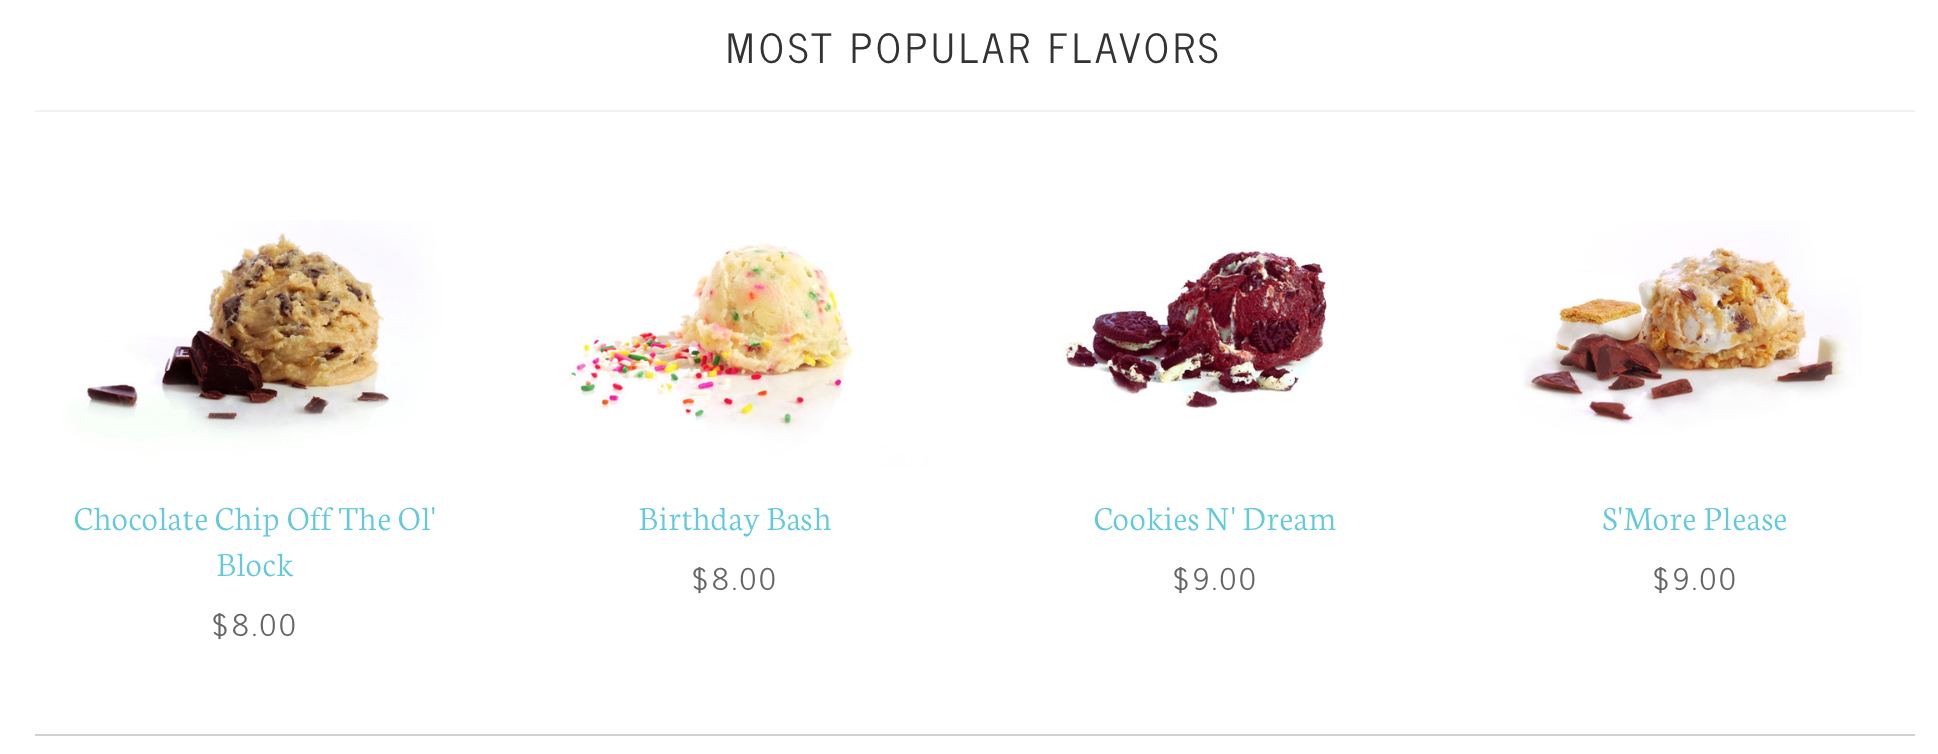 MOST POPULAR FLAVORS
Chocolate Chip Off The Ol'
Block
$8.00
Birthday Bash
$8.00
Cookies N' Dream
$9.00
S'More Please
$9.00